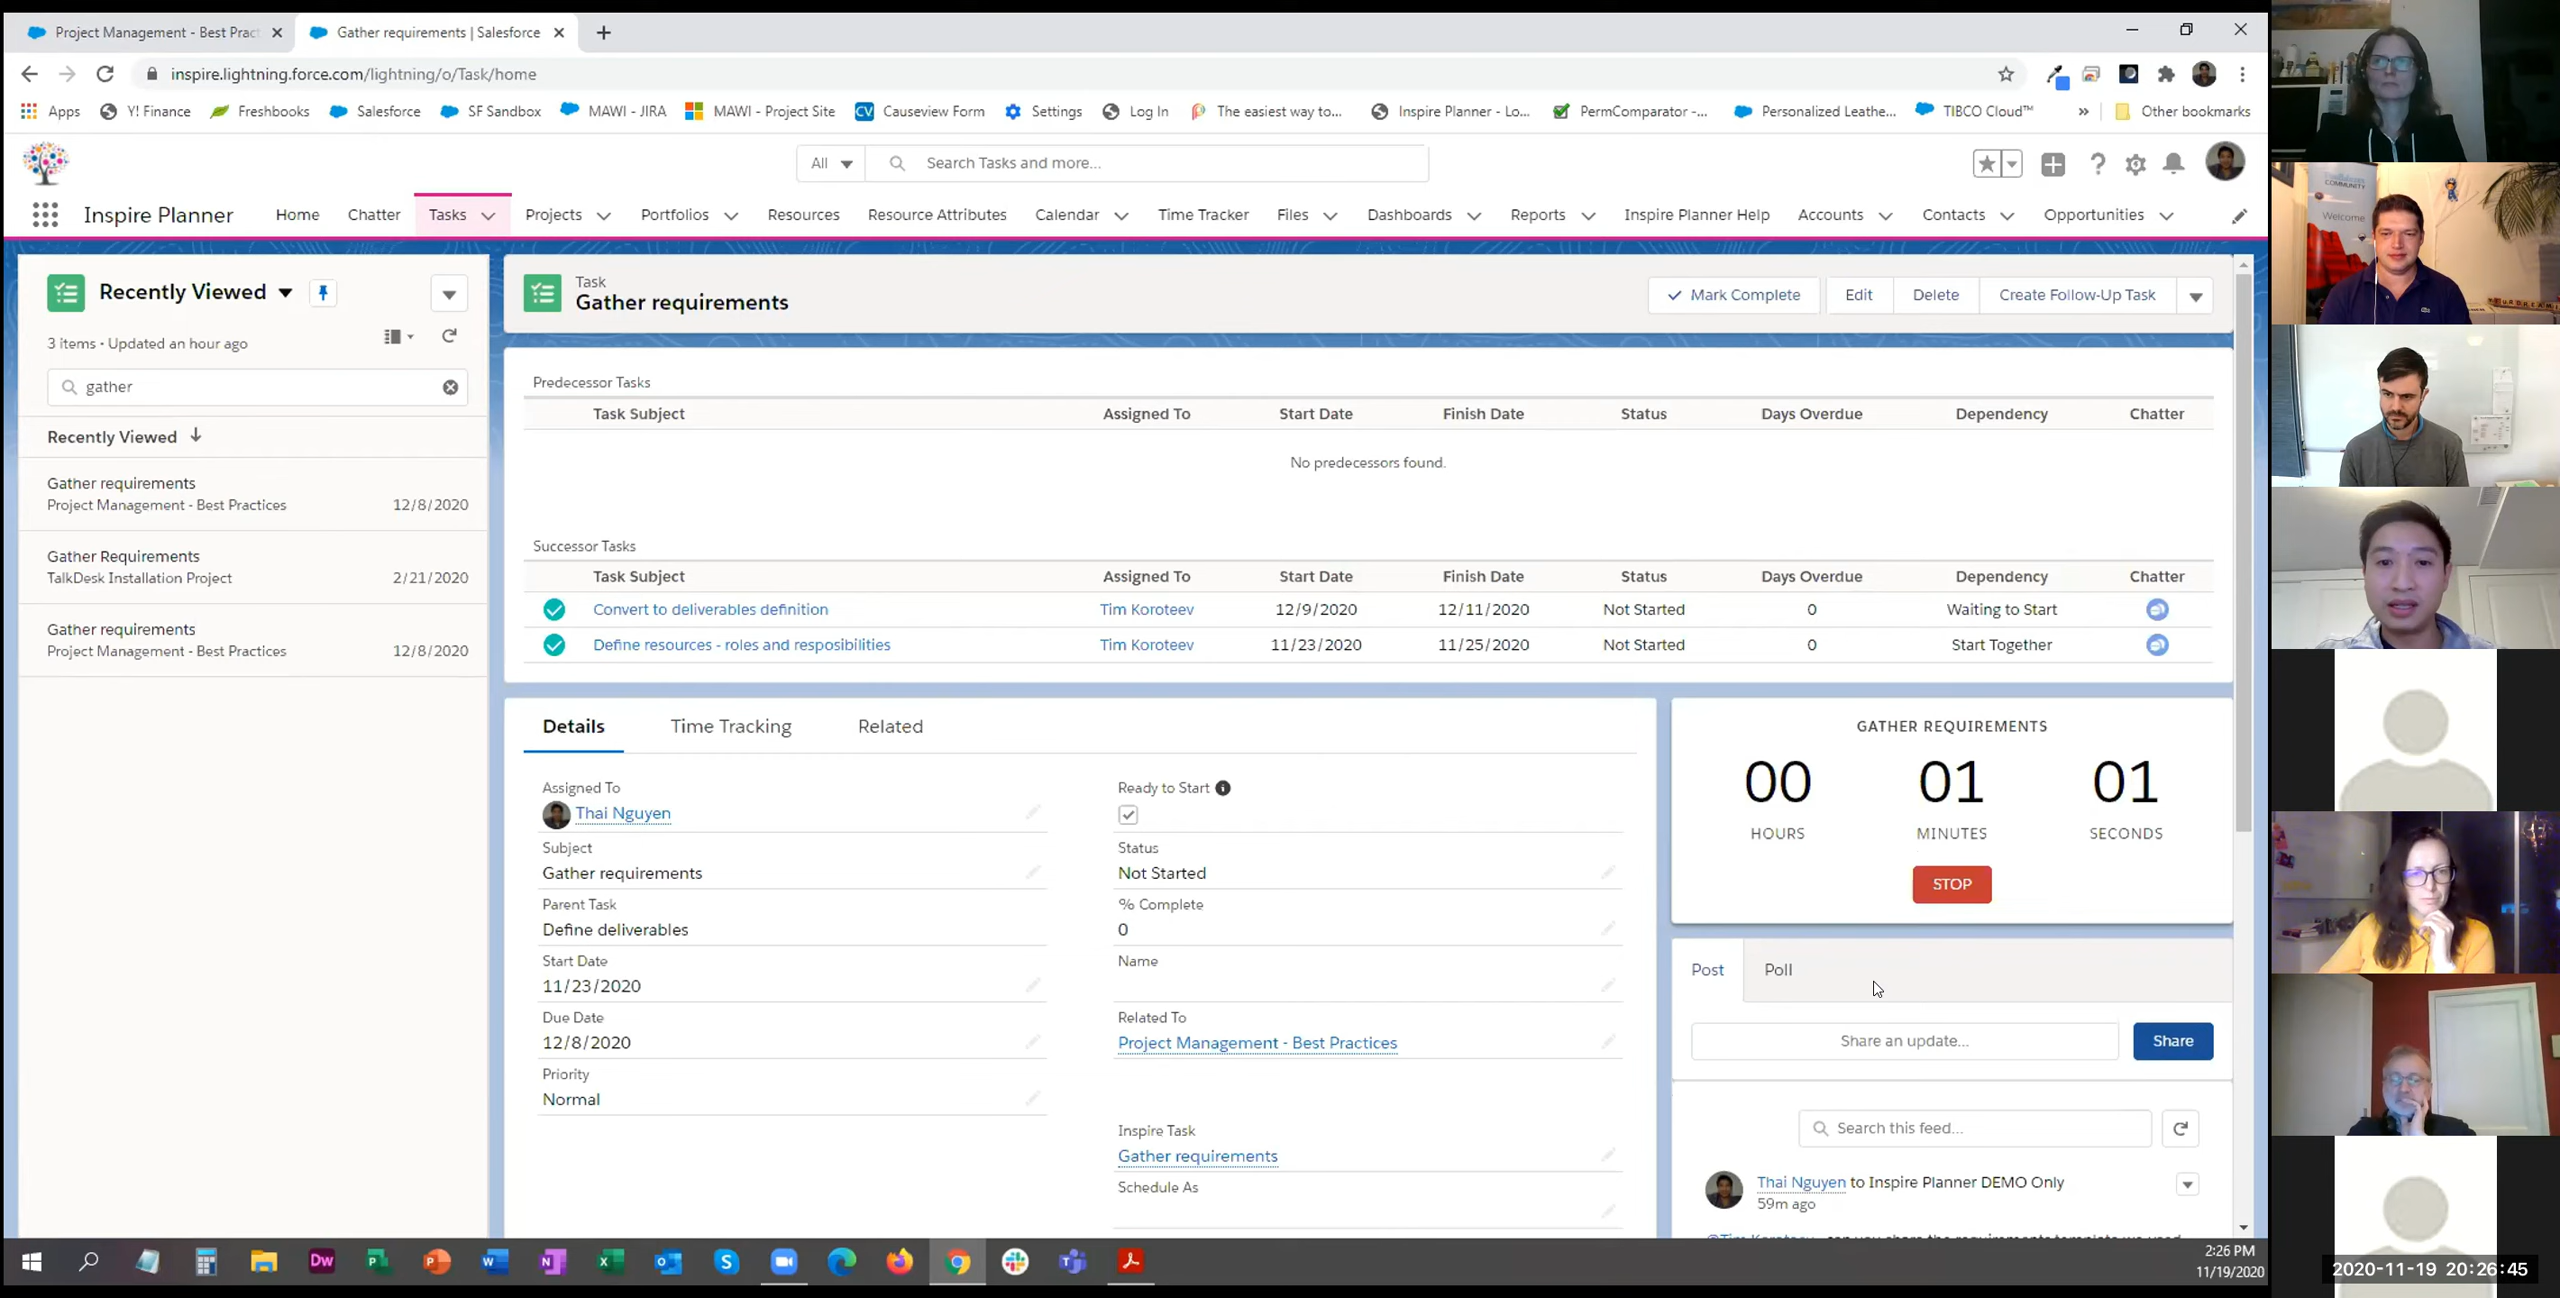 Project Management - Best Pract
Gather requirements | Salesforce
inspire.lightning.force.com/lightning/o/Task/home
Apps Y! Finance Freshbooks Salesforce SF Sandbox MAWI - JIRA MAWI - Project Site Causeview Form Settings Log In The easiest way to... Inspire Planner - Lo... PermComparator -... Personalized Leathe... TIBCO Cloud™ » Other bookmarks
All Search Tasks and more...
Inspire Planner Home Chatter Tasks Projects Portfolios Resources Resource Attributes Calendar Time Tracker Files Dashboards Reports Inspire Planner Help Accounts Contacts Opportunities
Recently Viewed
3 items • Updated an hour ago
gather
Recently Viewed
Gather requirements
Project Management - Best Practices 12/8/2020
Gather Requirements
TalkDesk Installation Project 2/21/2020
Gather requirements
Project Management - Best Practices 12/8/2020
Task
Gather requirements
Mark Complete Edit Delete Create Follow-Up Task
Predecessor Tasks
Task Subject Assigned To Start Date Finish Date Status Days Overdue Dependency Chatter
No predecessors found.
Successor Tasks
Task Subject Assigned To Start Date Finish Date Status Days Overdue Dependency Chatter
Convert to deliverables definition Tim Koroteev 12/9/2020 12/11/2020 Not Started 0 Waiting to Start
Define resources - roles and resposibilities Tim Koroteev 11/23/2020 11/25/2020 Not Started 0 Start Together
Details Time Tracking Related
Assigned To
Thai Nguyen
Subject
Gather requirements
Parent Task
Define deliverables
Start Date
11/23/2020
Due Date
12/8/2020
Priority
Normal
Ready to Start
Status
Not Started
% Complete
0
Name
Related To
Project Management - Best Practices
Inspire Task
Gather requirements
Schedule As
GATHER REQUIREMENTS
00 01 01
HOURS MINUTES SECONDS
STOP
Post Poll
Share an update... Share
Search this feed...
Thai Nguyen to Inspire Planner DEMO Only
59m ago
2:26 PM
11/19/2020
COMMUNITY
Welcome
2020-11-19 20:26:45